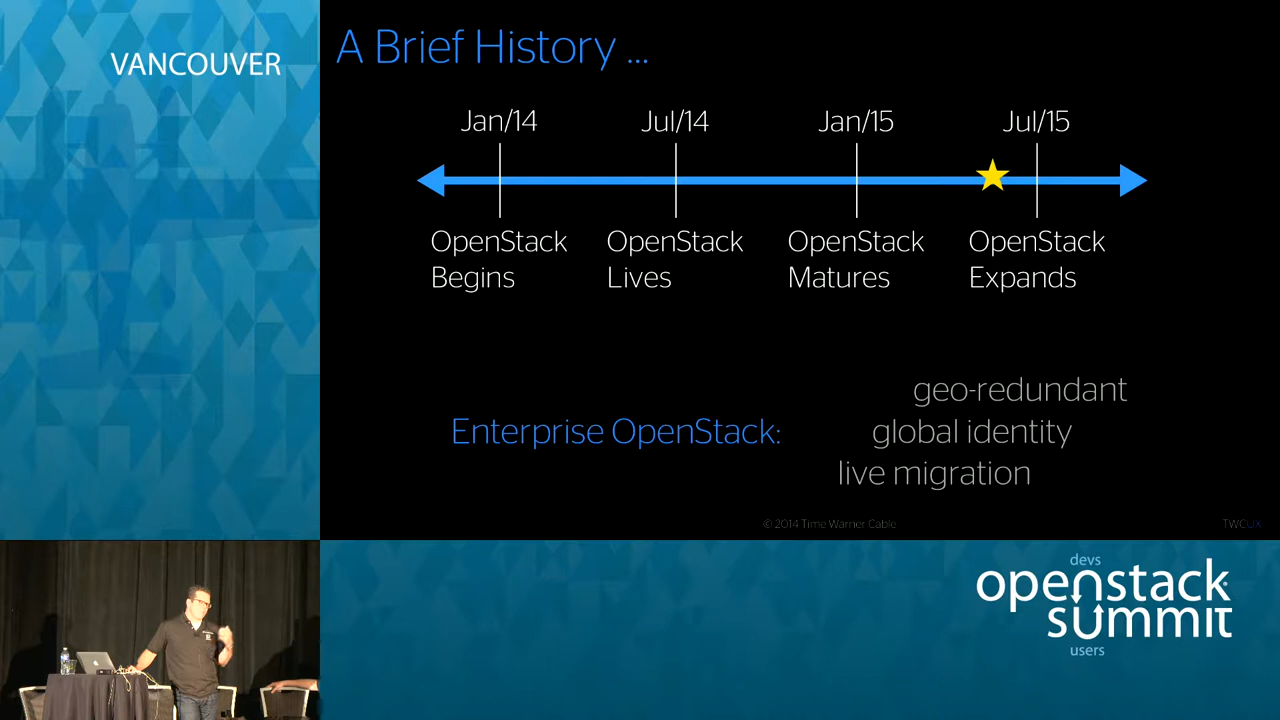 VANCOUVER
A Brief History ...
Jan/14
Jul/14
Jan/15
Jul/15
OpenStack
Begins
OpenStack
Lives
OpenStack
Matures
OpenStack
Expands
Enterprise OpenStack:
geo-redundant
global identity
live migration
© 2014 Time Warner Cable
TWCUX
devs
openstack
summit
users